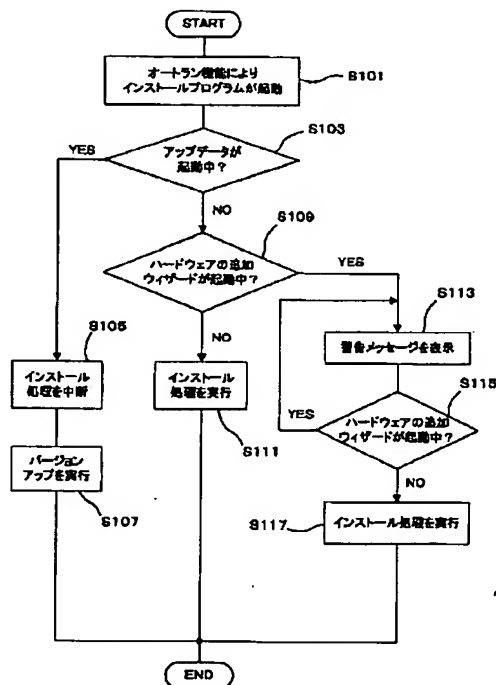 START
オートラン機能により
インストールプログラムが起動
S101
アップデータが
起動中？
S103
YES
NO
ハードウェアの追加
ウィザードが起動中？
S109
YES
NO
S105
インストール
処理を中断
インストール
処理を実行
S111
警告メッセージを表示
S113
ハードウェアの追加
ウィザードが起動中？
S115
YES
NO
バージョン
アップを実行
S107
S117
インストール処理を実行
END